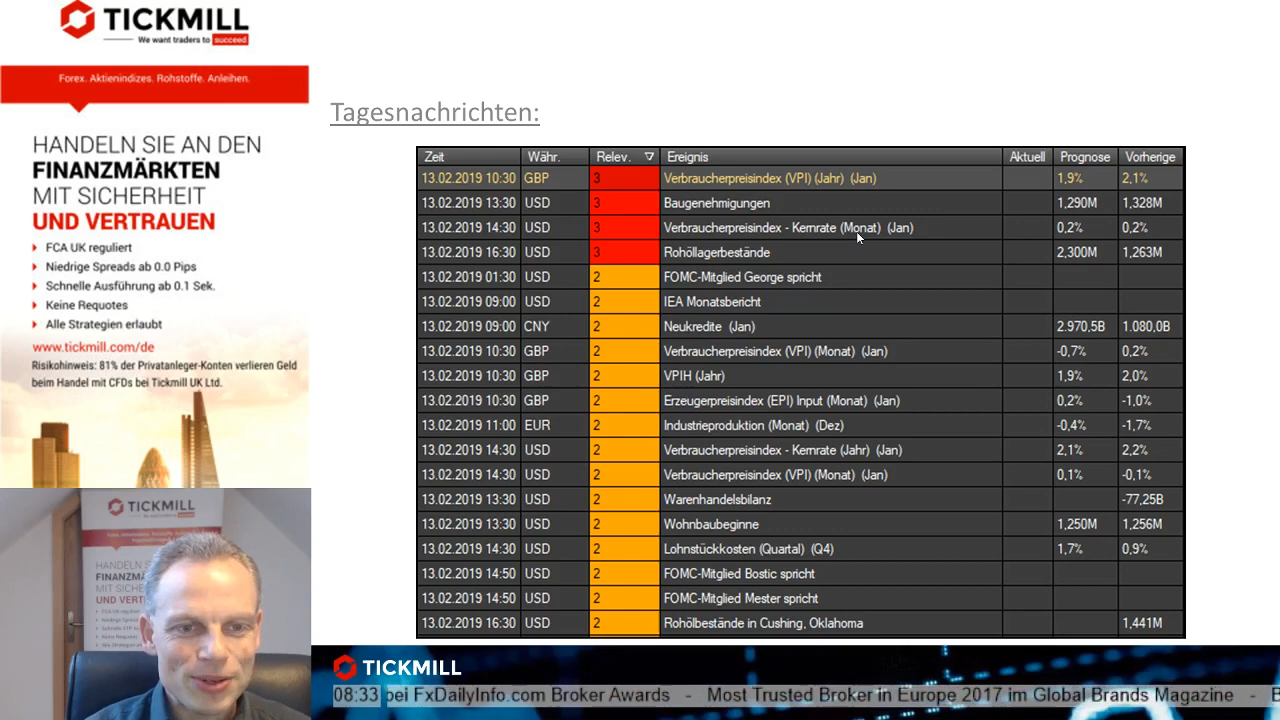 TICKMILL
We want traders to succeed
Forex. Aktienindizes. Rohstoffe. Anleihen.
HANDELN SIE AN DEN
FINANZMÄRKTEN
MIT SICHERHEIT
UND VERTRAUEN
FCA UK reguliert
Niedrige Spreads ab 0.0 Pips
Schnelle Ausführung ab 0.1 Sek.
Keine Requotes
Alle Strategien erlaubt
www.tickmill.com/de
Risikohinweis: 81% der Privatanleger-Konten verlieren Geld
beim Handel mit CFDs bei Tickmill UK Ltd.
TICKMILL
HANDELN SI
FINANZM
MIT SICHE
UND VERT
FCA UK regulier
Tagesnachrichten:
Zeit Währ. Relev. Ereignis Aktuell Prognose Vorherige
13.02.2019 10:30 GBP 3 Verbraucherpreisindex (VPI) (Jahr) (Jan) 1,9% 2,1%
13.02.2019 13:30 USD 3 Baugenehmigungen 1,290M 1,328M
13.02.2019 14:30 USD 3 Verbraucherpreisindex - Kernrate (Monat) (Jan) 0,2% 0,2%
13.02.2019 16:30 USD 3 Rohöllagerbestände 2,300M 1,263M
13.02.2019 01:30 USD 2 FOMC-Mitglied George spricht
13.02.2019 09:00 USD 2 IEA Monatsbericht
13.02.2019 09:30 CNY 2 Neukredite (Jan) 2.970,5B 1.080,0B
13.02.2019 10:30 GBP 2 Verbraucherpreisindex (VPI) (Monat) (Jan) -0,7% 0,2%
13.02.2019 10:30 GBP 2 VPIH (Jahr) 1,9% 2,0%
13.02.2019 10:30 GBP 2 Erzeugerpreisindex (EPI) Input (Monat) (Jan) 0,2% -1,0%
13.02.2019 11:00 EUR 2 Industrieproduktion (Monat) (Dez) -0,4% -1,7%
13.02.2019 14:30 USD 2 Verbraucherpreisindex - Kernrate (Jahr) (Jan) 2,1% 2,2%
13.02.2019 14:30 USD 2 Verbraucherpreisindex (VPI) (Monat) (Jan) 0,1% -0,1%
13.02.2019 13:30 USD 2 Warenhandelsbilanz -77,25B
13.02.2019 13:30 USD 2 Wohnbaubeginne 1,250M 1,256M
13.02.2019 14:30 USD 2 Lohnstückkosten (Quartal) (Q4) 1,7% 0,9%
13.02.2019 14:50 USD 2 FOMC-Mitglied Bostic spricht
13.02.2019 14:50 USD 2 FOMC-Mitglied Mester spricht
13.02.2019 16:30 USD 2 Rohölbestände in Cushing, Oklahoma 1,441M
TICKMILL
08:33 bei FxDailyInfo.com Broker Awards - Most Trusted Broker in Europe 2017 im Global Brands Magazine - B